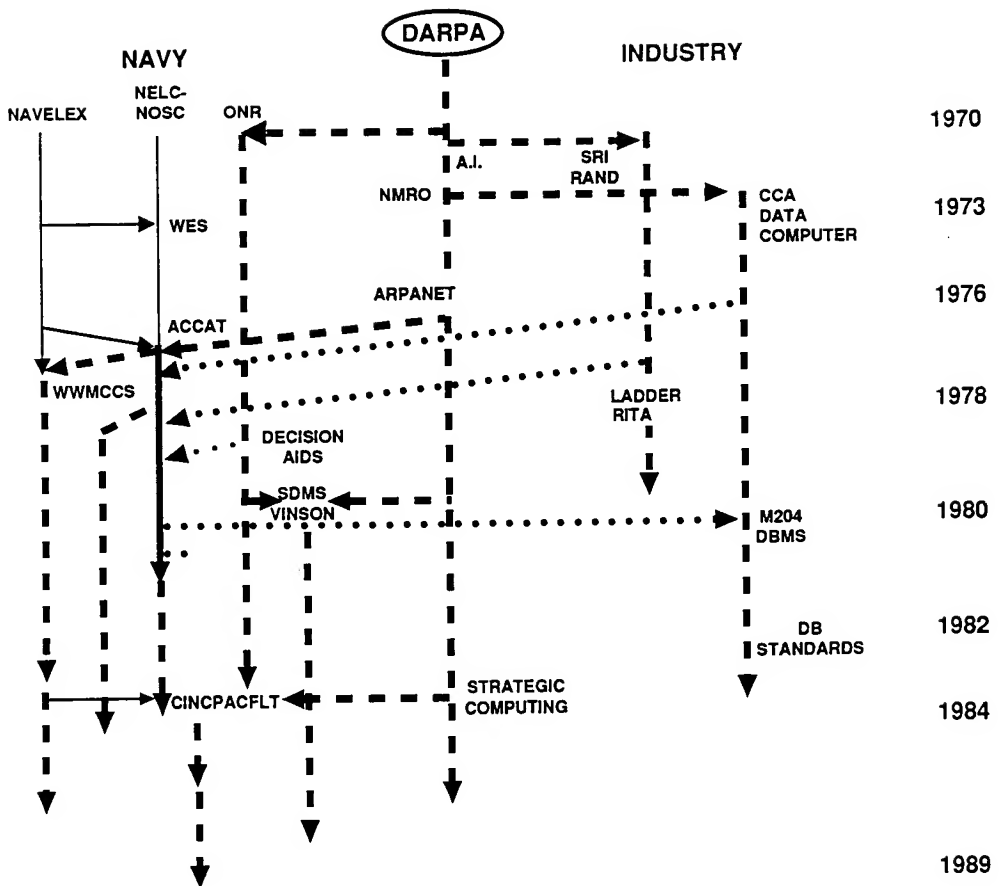 DARPA
NAVY
INDUSTRY
NAVELEX
NELC-
NOSC
ONR
1970
A.I.
SRI
RAND
NMRO
CCA
DATA
COMPUTER
1973
WES
ARPANET
1976
ACCAT
WWMCCS
LADDER
RITA
1978
DECISION
AIDS
SDMS
VINSON
1980
M204
DBMS
DB
STANDARDS
1982
CINCPACFLT
STRATEGIC
COMPUTING
1984
1989